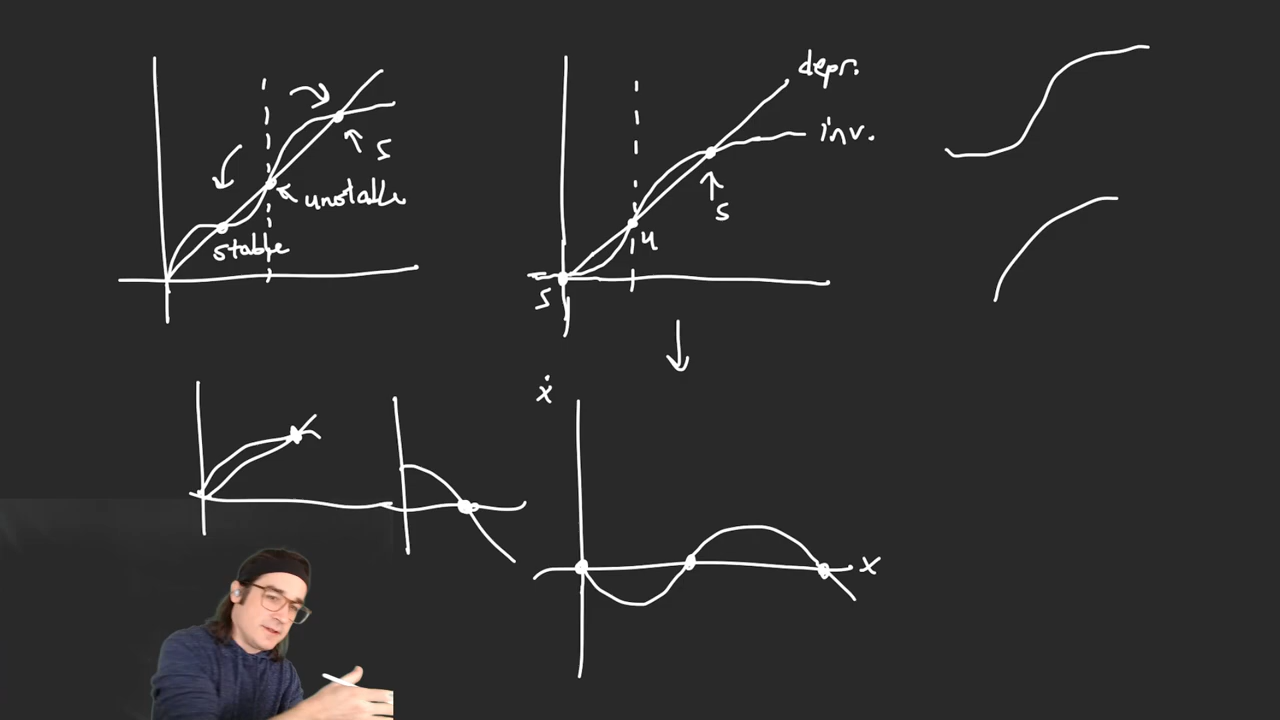 S
unstable
stable
depr.
inv.
S
u
S
ẋ
x